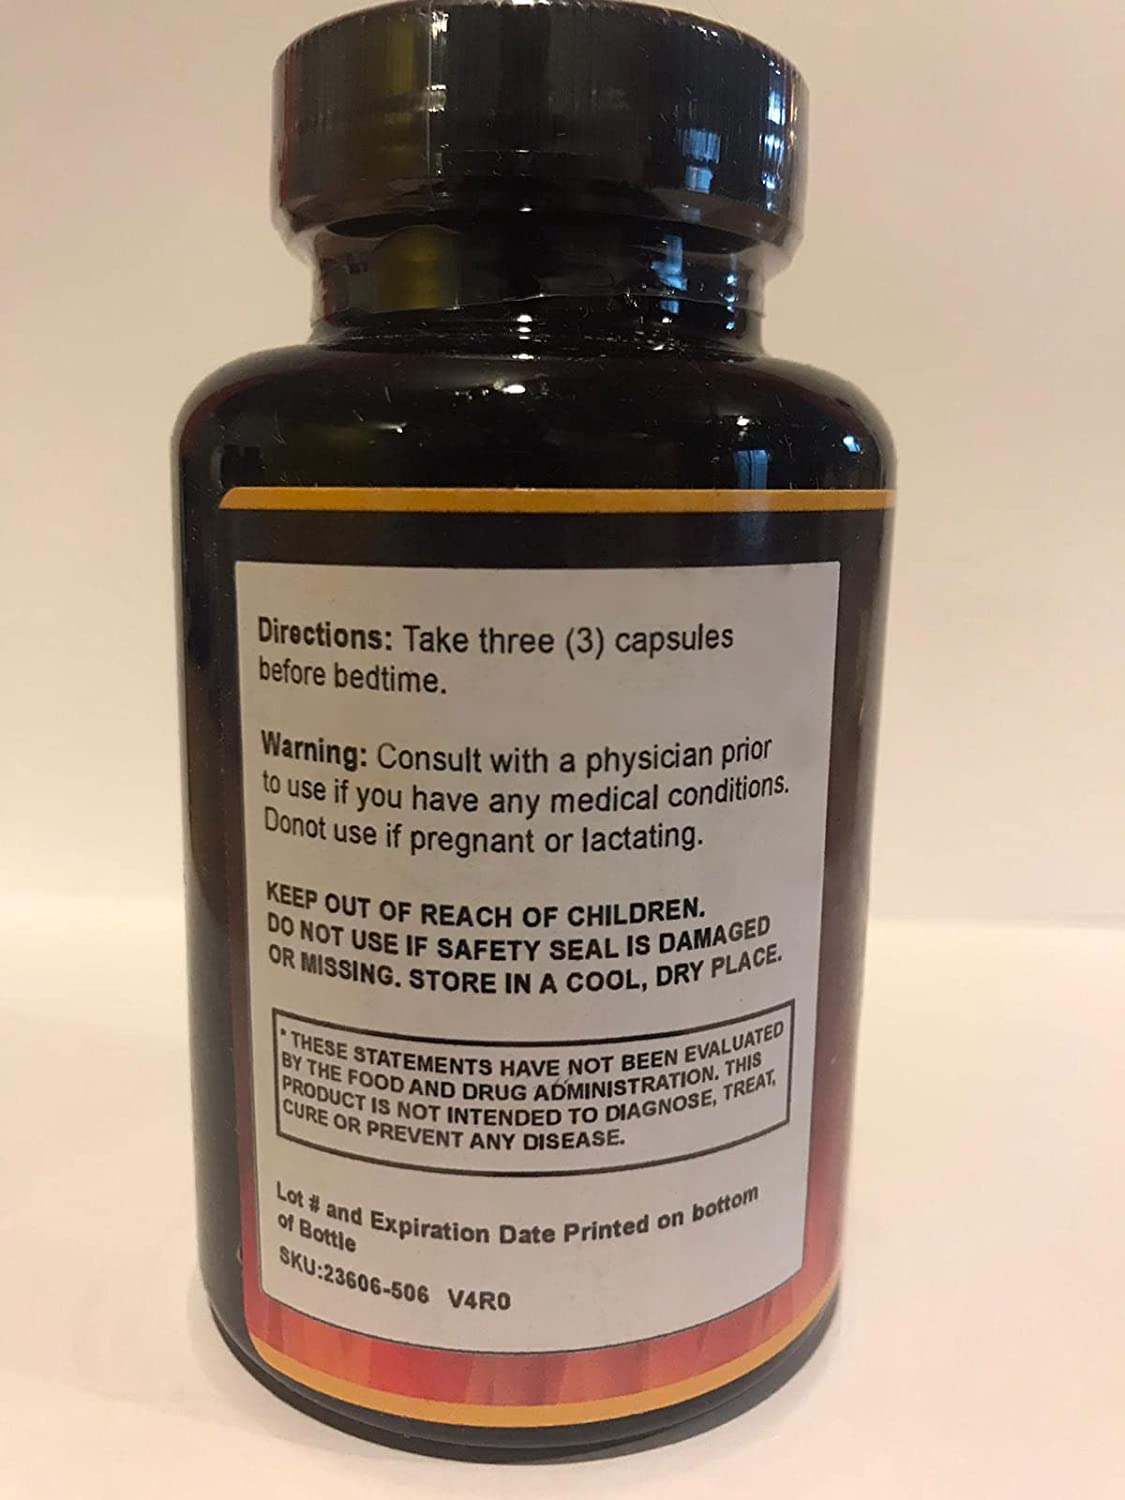 Directions: Take three (3) capsules
before bedtime.
Warning: Consult with a physician prior
to use if you have any medical conditions.
Donot use if pregnant or lactating.
KEEP OUT OF REACH OF CHILDREN.
DO NOT USE IF SAFETY SEAL IS DAMAGED
OR MISSING. STORE IN A COOL, DRY PLACE.
* THESE STATEMENTS HAVE NOT BEEN EVALUATED
BY THE FOOD AND DRUG ADMINISTRATION. THIS
PRODUCT IS NOT INTENDED TO DIAGNOSE, TREAT,
CURE OR PREVENT ANY DISEASE.
Lot # and Expiration Date Printed on bottom
of Bottle
SKU:23606-506 V4R0